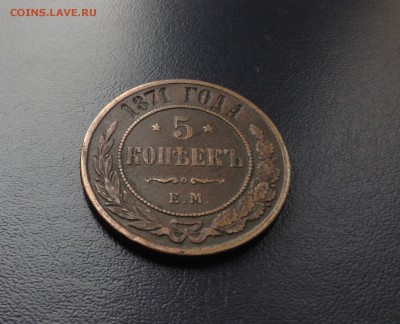 COINS.LAVE.RU
1871 ГОДА
* 5 *
КОПѢЕКЪ
Е.М.